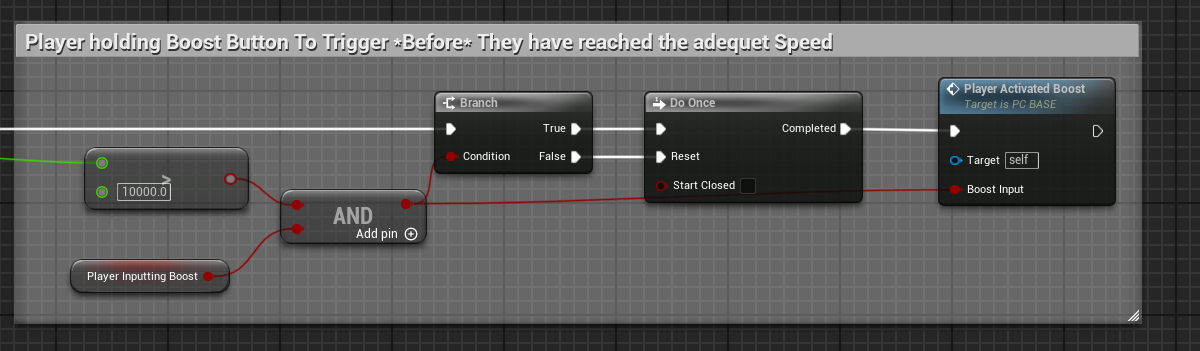 Player holding Boost Button To Trigger *Before* They have reached the adequet Speed
Branch
True
Condition
False
Do Once
Completed
Reset
Start Closed
Player Activated Boost
Target is PC BASE
Target self
Boost Input
>
10000.0
AND
Add pin
Player Inputting Boost